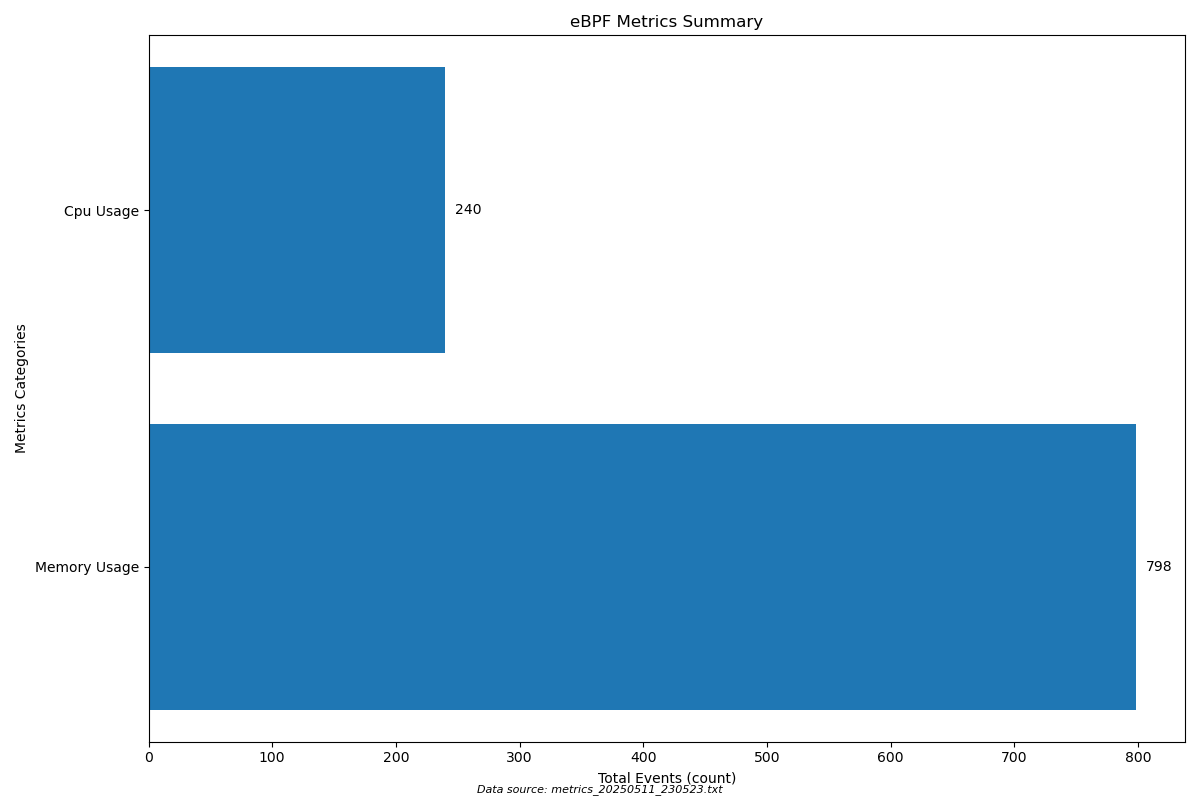 eBPF Metrics Summary
Metrics Categories
Cpu Usage
240
Memory Usage
798
0 100 200 300 400 500 600 700 800
Total Events (count)
Data source: metrics_20250511_230523.txt